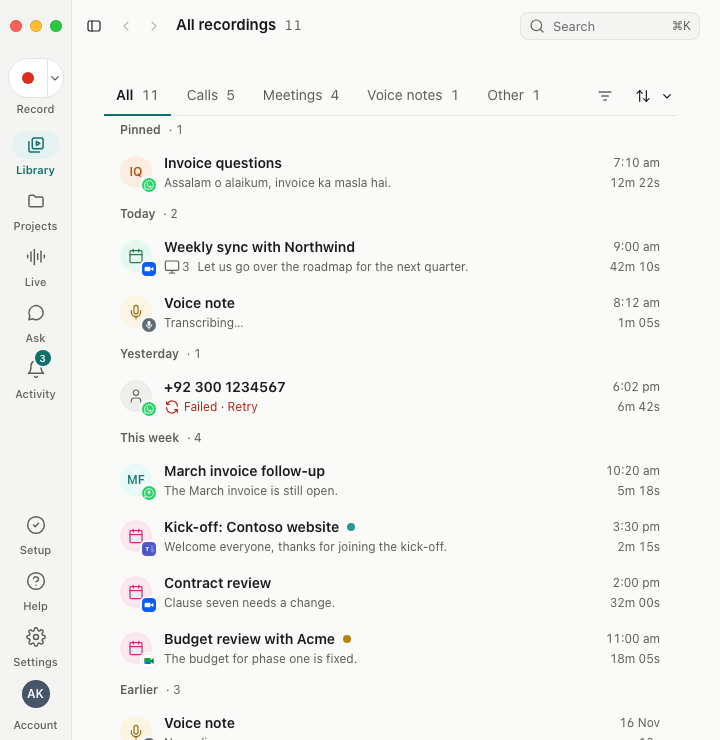 All recordings 11
Search ⌘K
Record
Library
Projects
Live
Ask
3
Activity
Setup
Help
Settings
AK
Account
All 11 Calls 5 Meetings 4 Voice notes 1 Other 1
Pinned · 1
IQ Invoice questions 7:10 am
Assalam o alaikum, invoice ka masla hai. 12m 22s
Today · 2
Weekly sync with Northwind 9:00 am
3 Let us go over the roadmap for the next quarter. 42m 10s
Voice note 8:12 am
Transcribing... 1m 05s
Yesterday · 1
+92 300 1234567 6:02 pm
Failed · Retry 6m 42s
This week · 4
MF March invoice follow-up 10:20 am
The March invoice is still open. 5m 18s
Kick-off: Contoso website 3:30 pm
Welcome everyone, thanks for joining the kick-off. 2m 15s
Contract review 2:00 pm
Clause seven needs a change. 32m 00s
Budget review with Acme 11:00 am
The budget for phase one is fixed. 18m 05s
Earlier · 3
Voice note 16 Nov